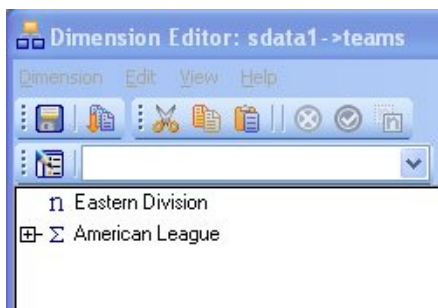 Dimension Editor: sdata1->teams
Dimension Edit View Help
n Eastern Division
Σ American League